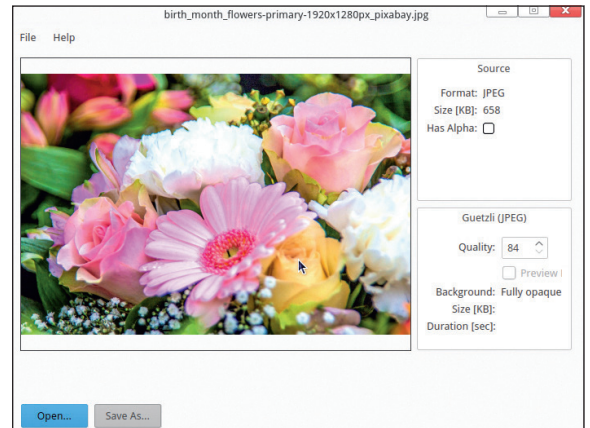 birth_month_flowers-primary-1920x1280px_pixabay.jpg
File Help
Source
Format: JPEG
Size [KB]: 658
Has Alpha:
Guetzli (JPEG)
Quality: 84
Preview
Background: Fully opaque
Size [KB]:
Duration [sec]:
Open... Save As...